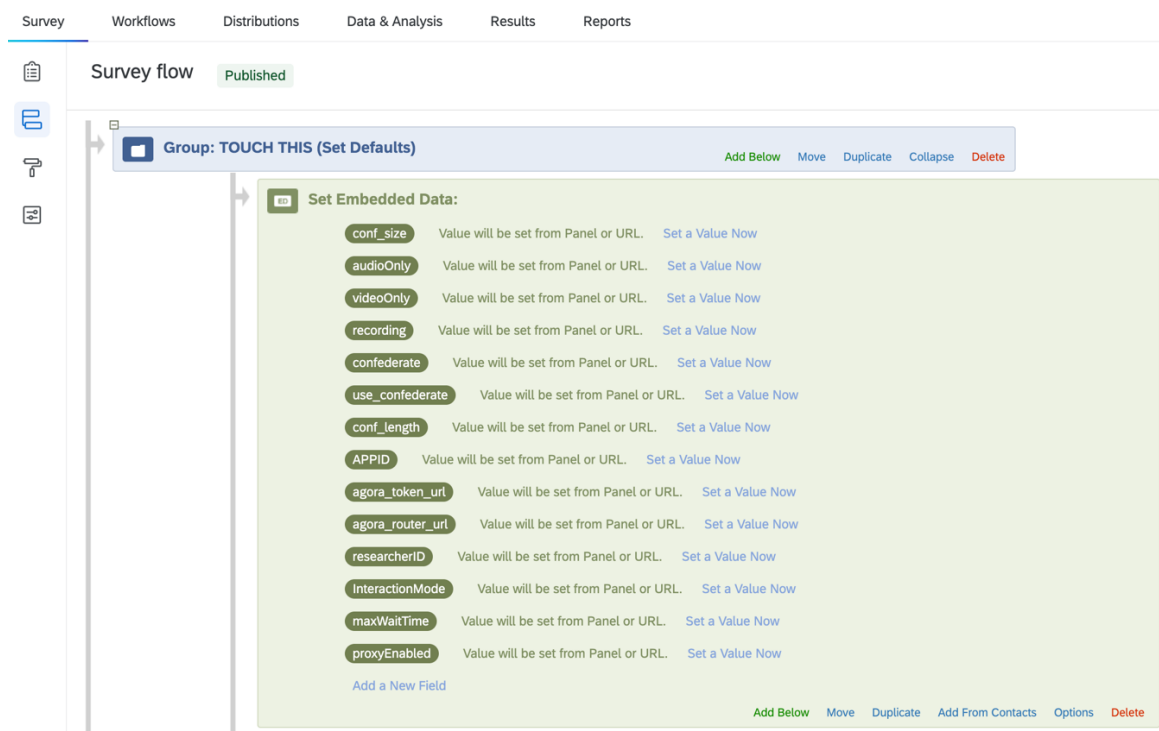 Survey Workflows Distributions Data & Analysis Results Reports
Survey flow Published
Group: TOUCH THIS (Set Defaults)
Add Below Move Duplicate Collapse Delete
ED Set Embedded Data:
conf_size Value will be set from Panel or URL. Set a Value Now
audioOnly Value will be set from Panel or URL. Set a Value Now
videoOnly Value will be set from Panel or URL. Set a Value Now
recording Value will be set from Panel or URL. Set a Value Now
confederate Value will be set from Panel or URL. Set a Value Now
use_confederate Value will be set from Panel or URL. Set a Value Now
conf_length Value will be set from Panel or URL. Set a Value Now
APPID Value will be set from Panel or URL. Set a Value Now
agora_token_url Value will be set from Panel or URL. Set a Value Now
agora_router_url Value will be set from Panel or URL. Set a Value Now
researcherID Value will be set from Panel or URL. Set a Value Now
InteractionMode Value will be set from Panel or URL. Set a Value Now
maxWaitTime Value will be set from Panel or URL. Set a Value Now
proxyEnabled Value will be set from Panel or URL. Set a Value Now
Add a New Field
Add Below Move Duplicate Add From Contacts Options Delete